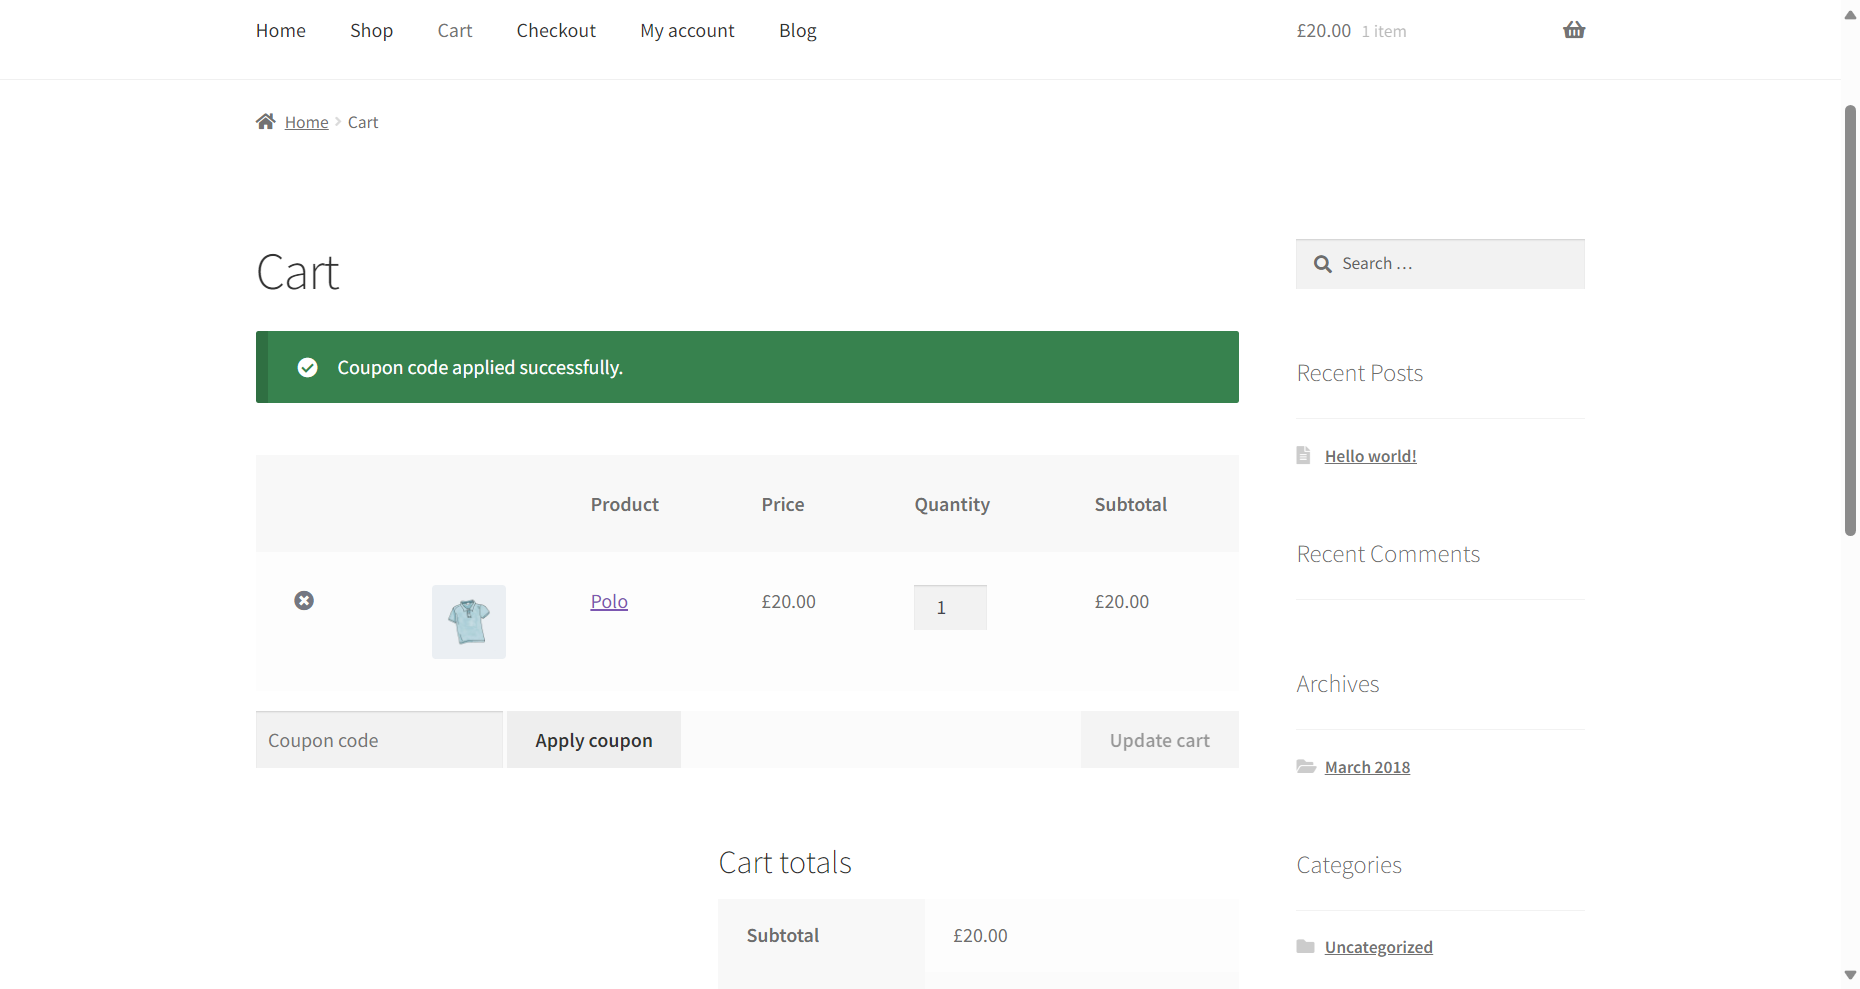 Home Shop Cart Checkout My account Blog £20.00 1 item
Home Cart
Cart
Search …
Coupon code applied successfully.
Recent Posts
Hello world!
Product Price Quantity Subtotal
Recent Comments
Polo £20.00 1 £20.00
Archives
Coupon code Apply coupon Update cart
March 2018
Cart totals
Categories
Subtotal £20.00
Uncategorized